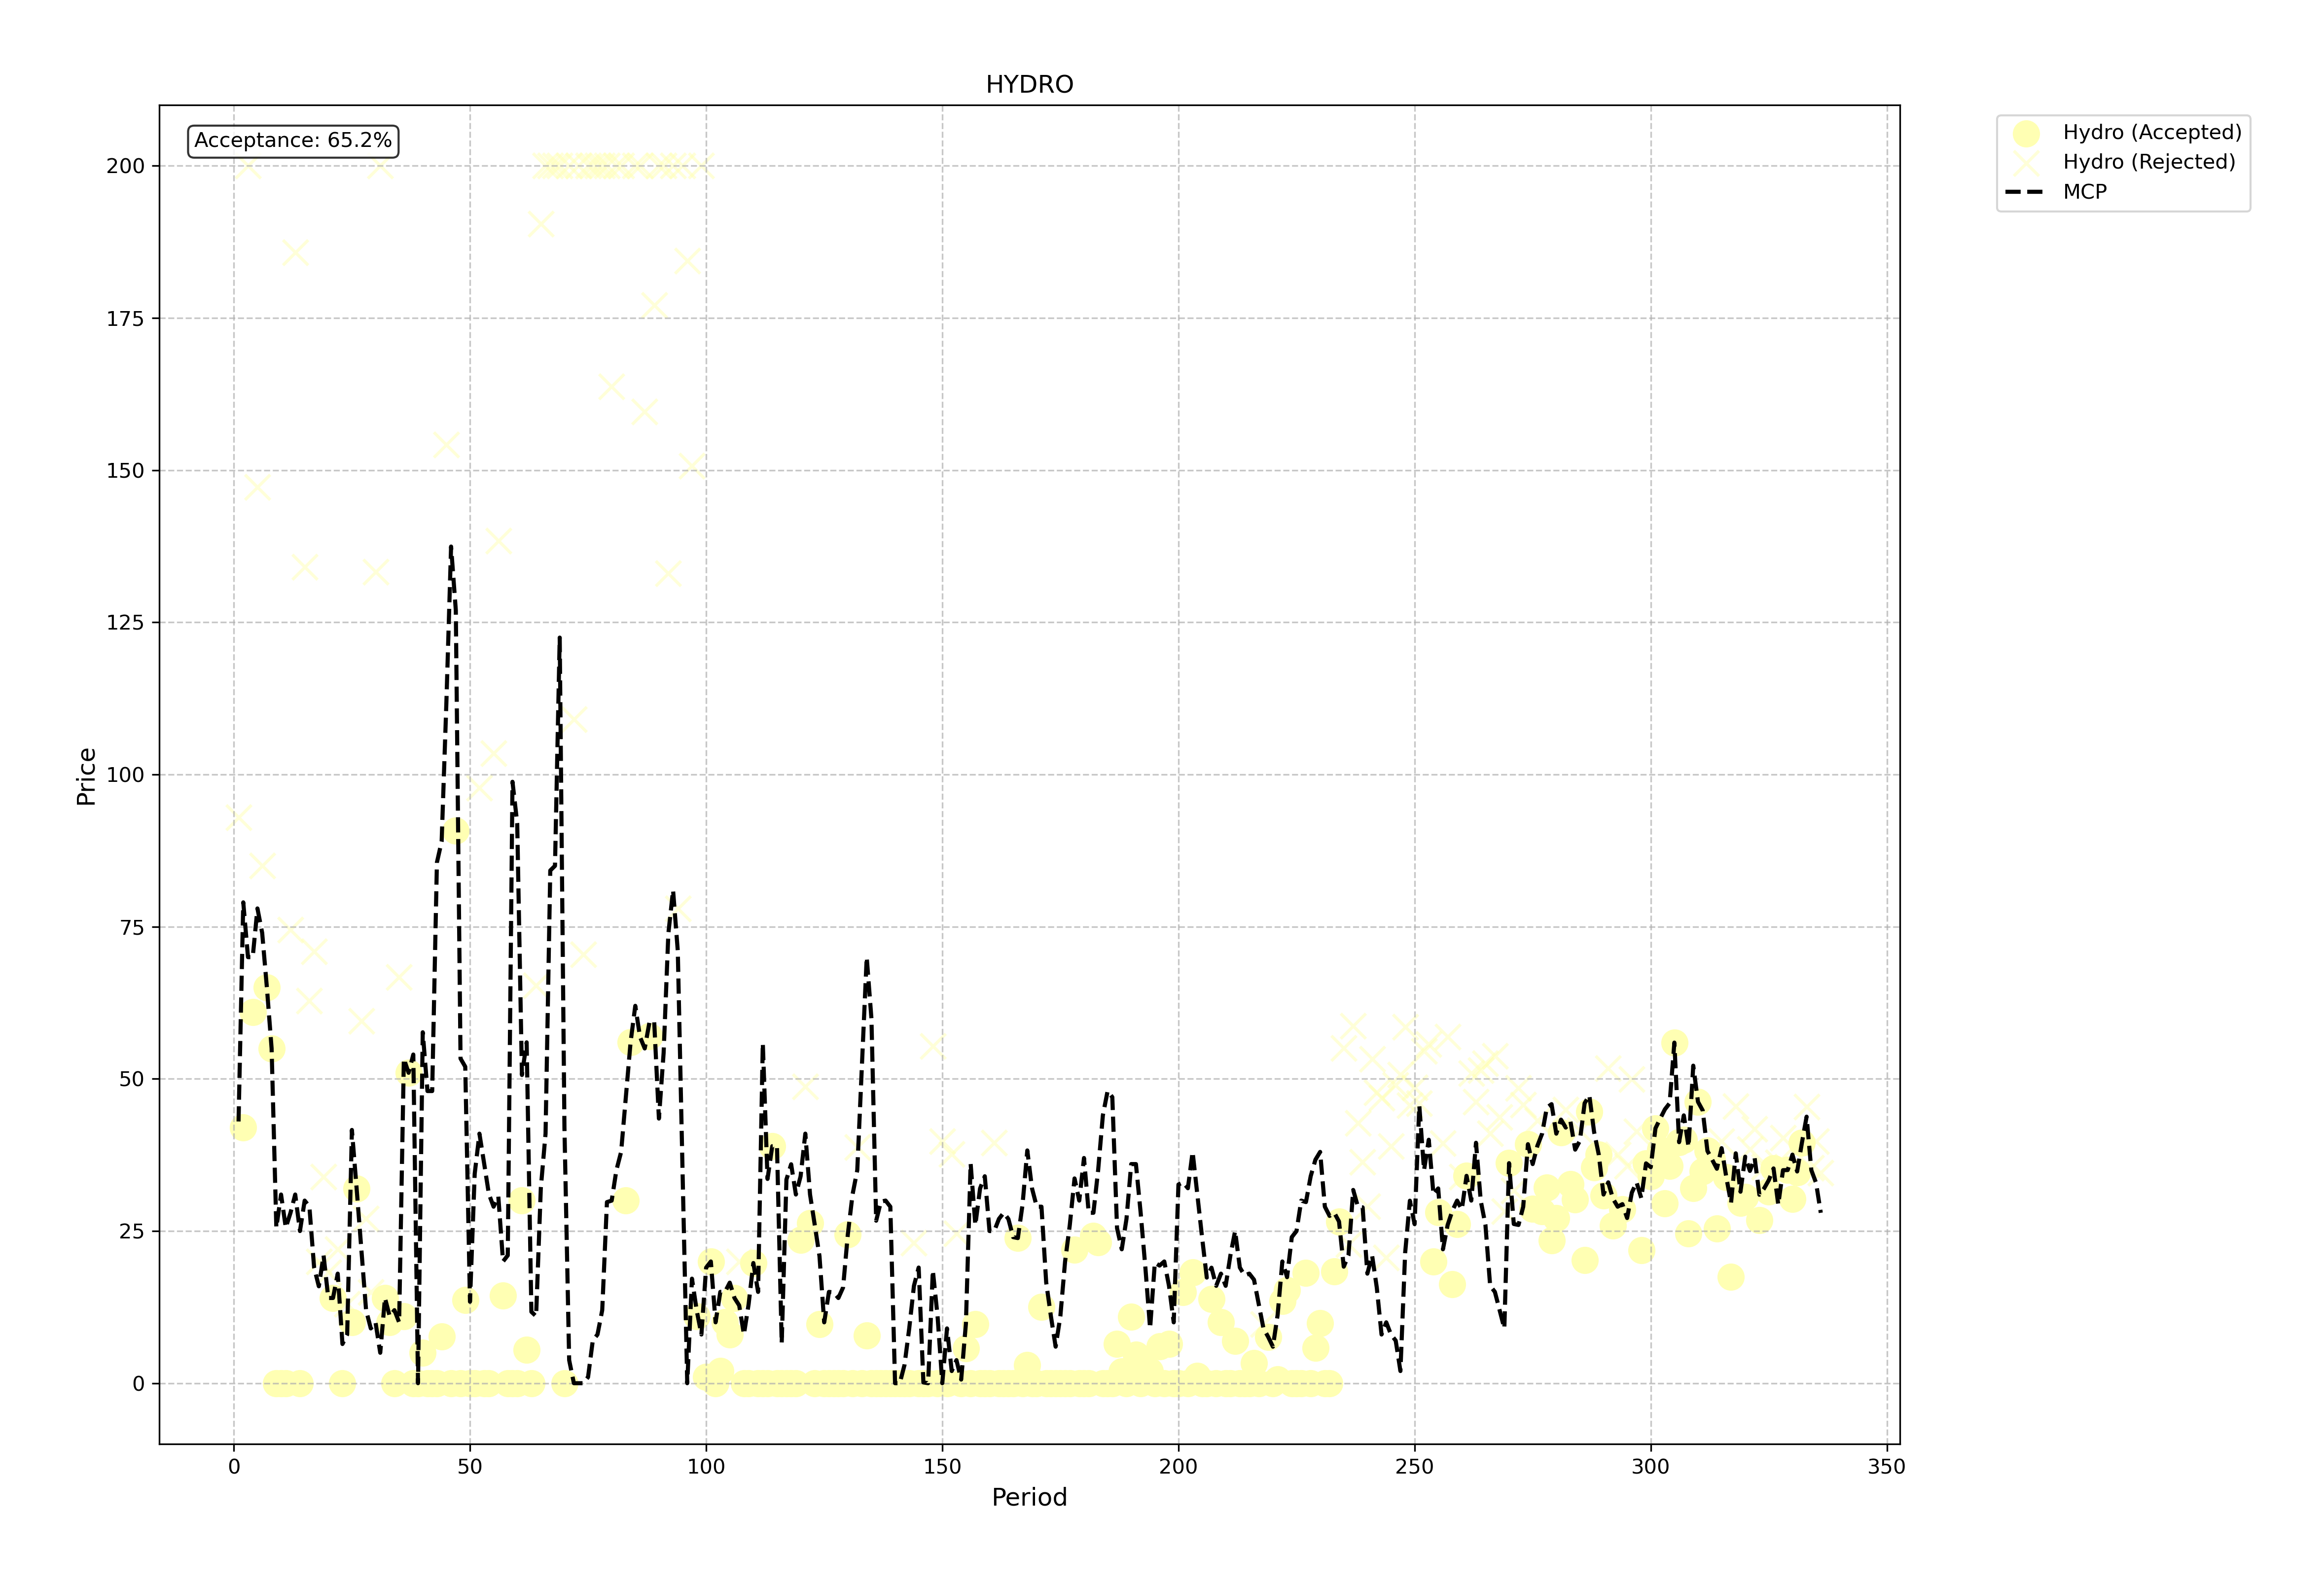 HYDRO
Acceptance: 65.2%
Hydro (Accepted)
Hydro (Rejected)
MCP
200
175
150
125
100
75
50
25
0
Price
0
50
100
150
200
250
300
350
Period